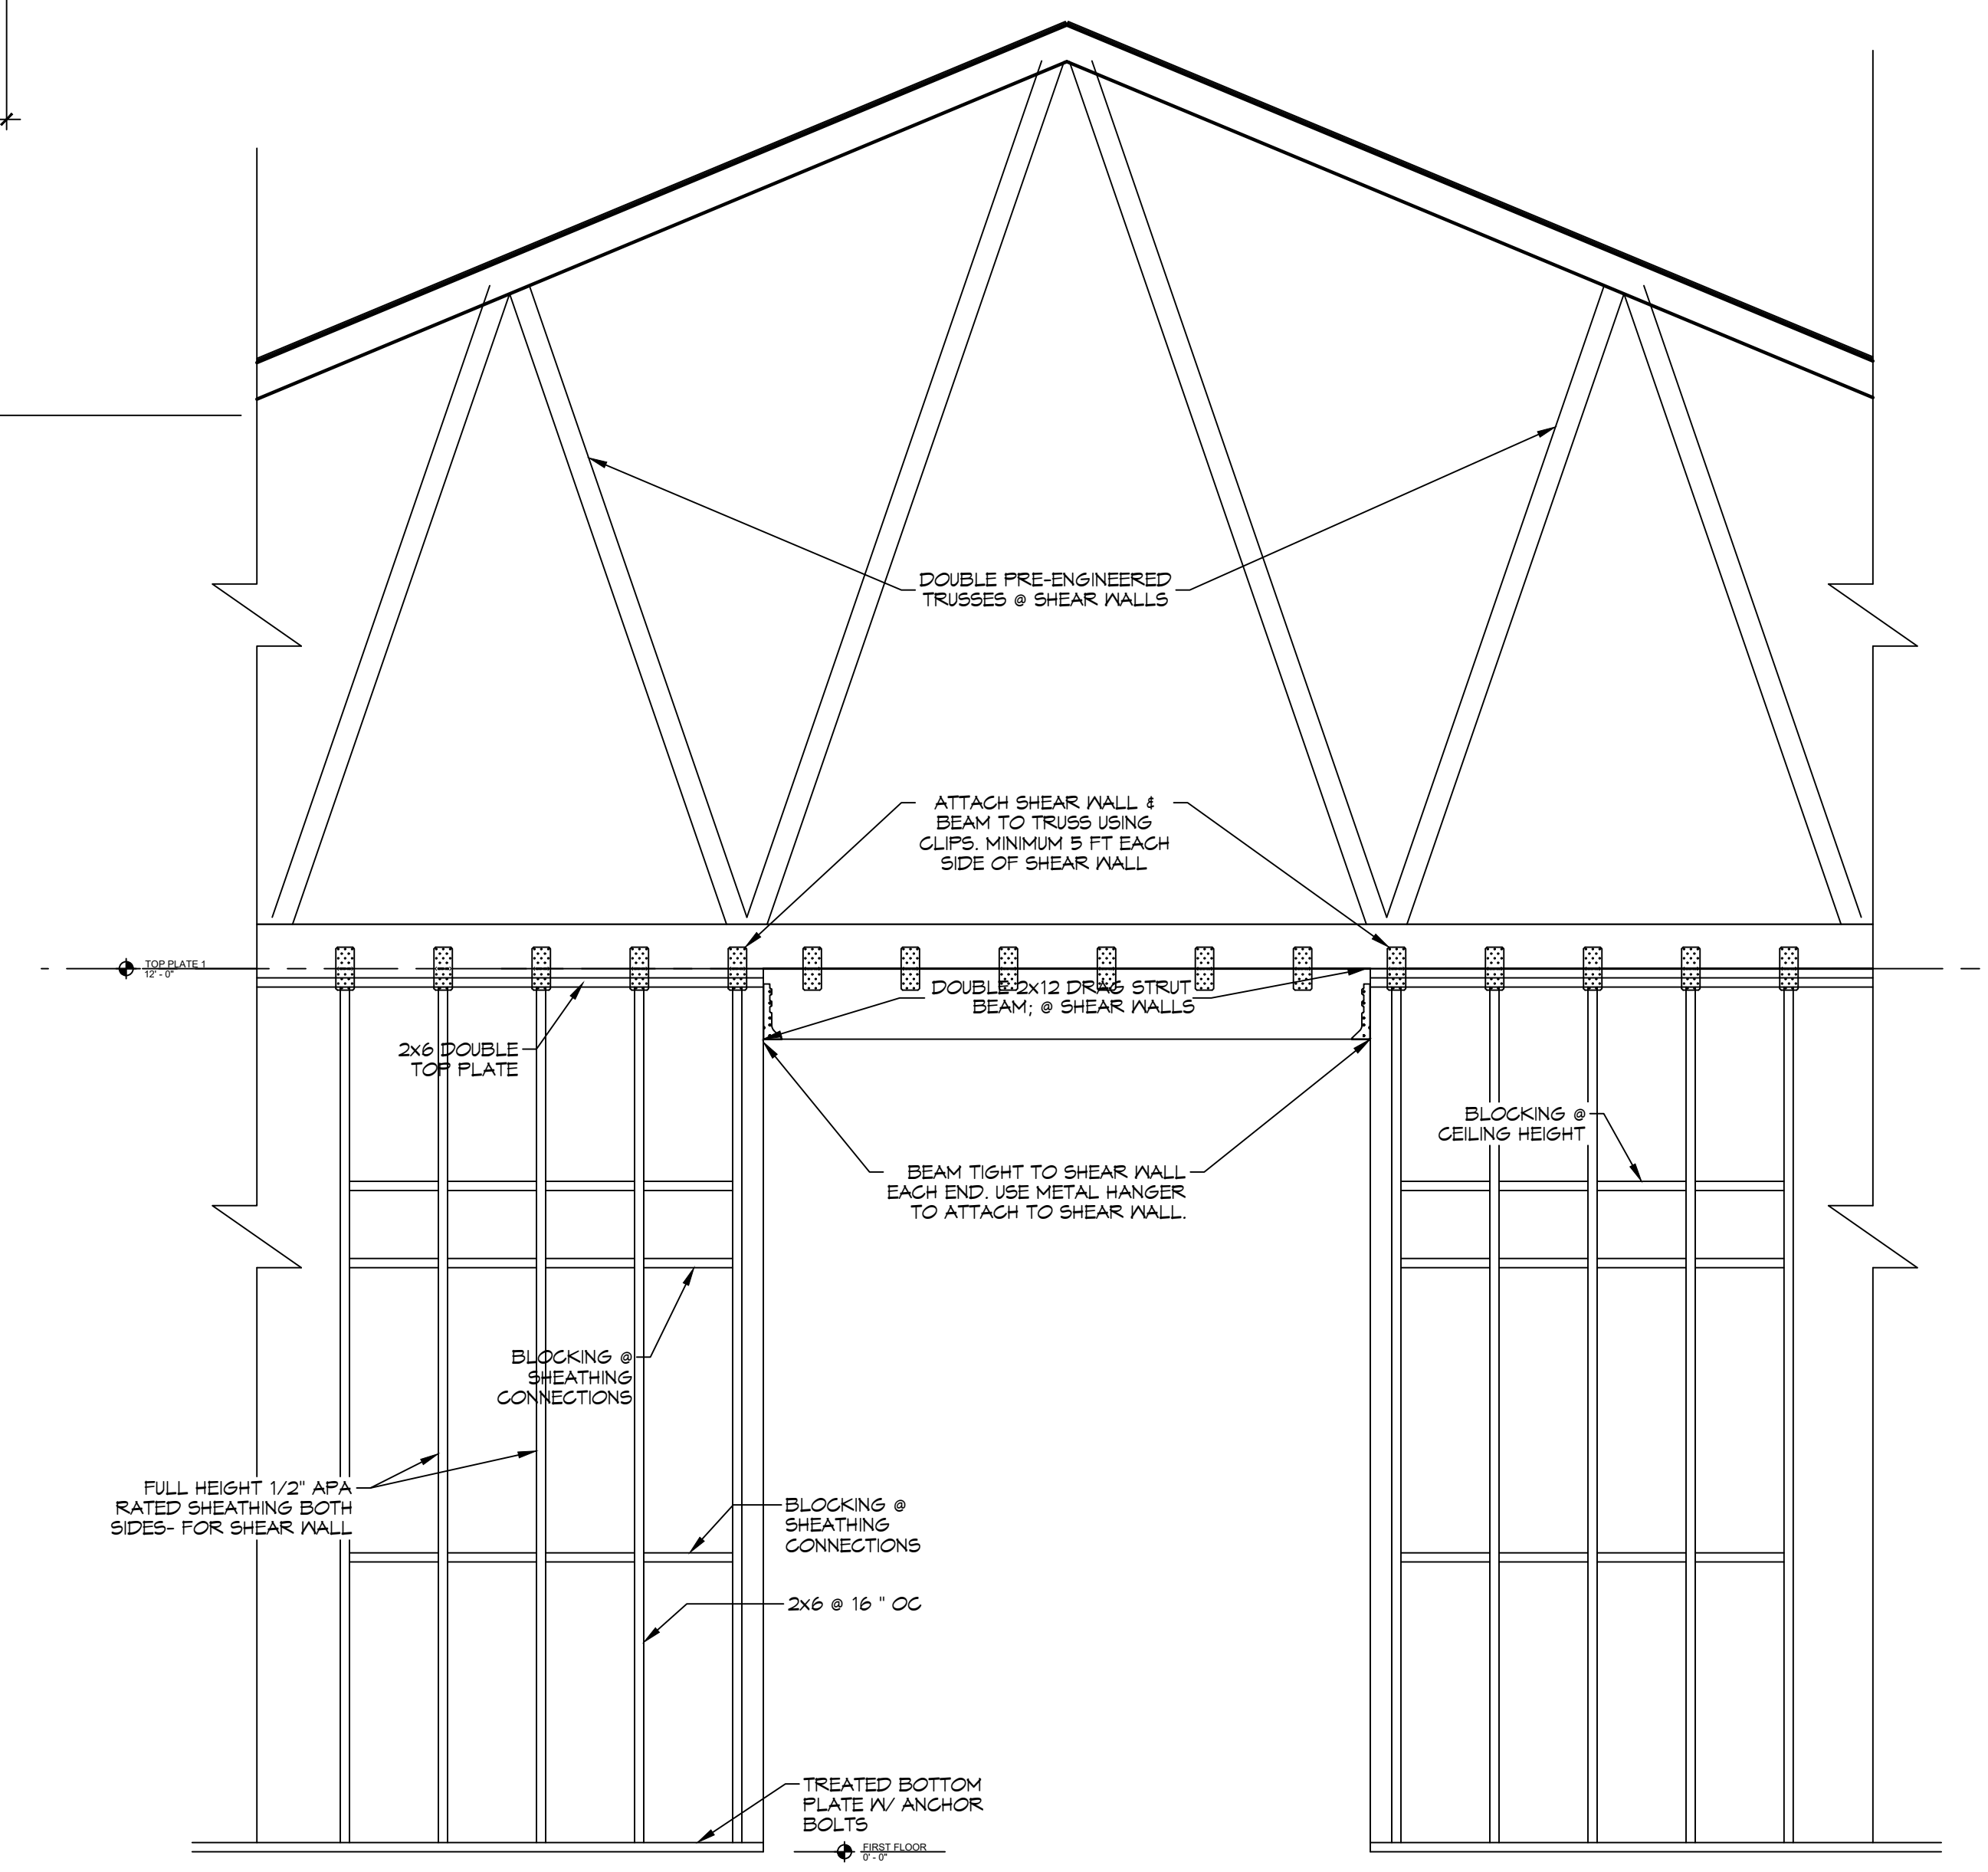 DOUBLE PRE-ENGINEERED
TRUSSES @ SHEAR WALLS
ATTACH SHEAR WALL &
BEAM TO TRUSS USING
CLIPS. MINIMUM 5 FT EACH
SIDE OF SHEAR WALL
TOP PLATE 1
12' - 0"
DOUBLE 2x12 DRAG STRUT
BEAM; @ SHEAR WALLS
2x6 DOUBLE
TOP PLATE
BLOCKING @
CEILING HEIGHT
BEAM TIGHT TO SHEAR WALL
EACH END. USE METAL HANGER
TO ATTACH TO SHEAR WALL.
BLOCKING @
SHEATHING
CONNECTIONS
FULL HEIGHT 1/2" APA
RATED SHEATHING BOTH
SIDES- FOR SHEAR WALL
BLOCKING @
SHEATHING
CONNECTIONS
2x6 @ 16 " OC
TREATED BOTTOM
PLATE W/ ANCHOR
BOLTS
FIRST FLOOR
0' - 0"